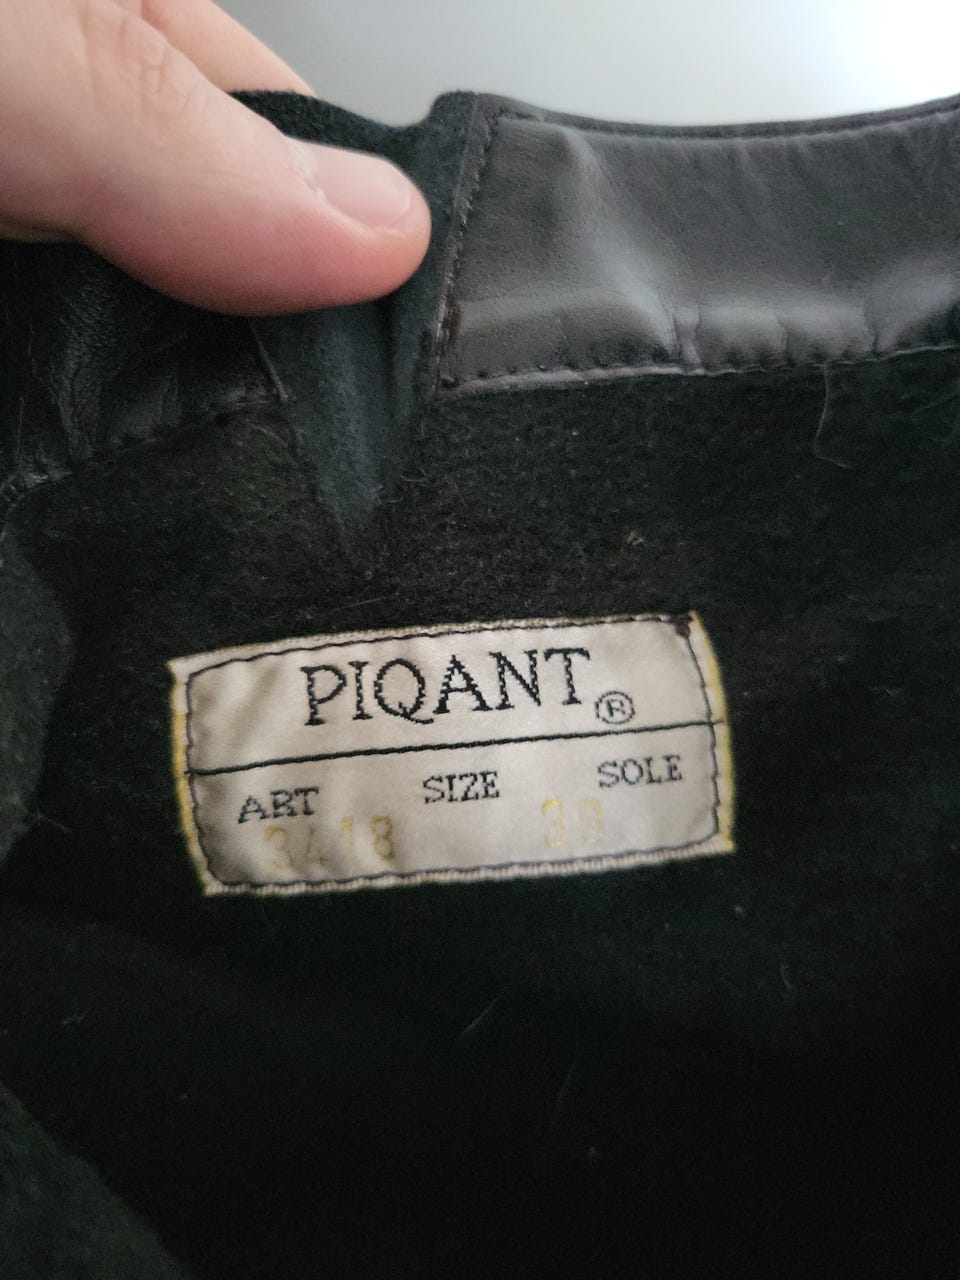 PIQANT ®
ART SIZE SOLE
3418 39